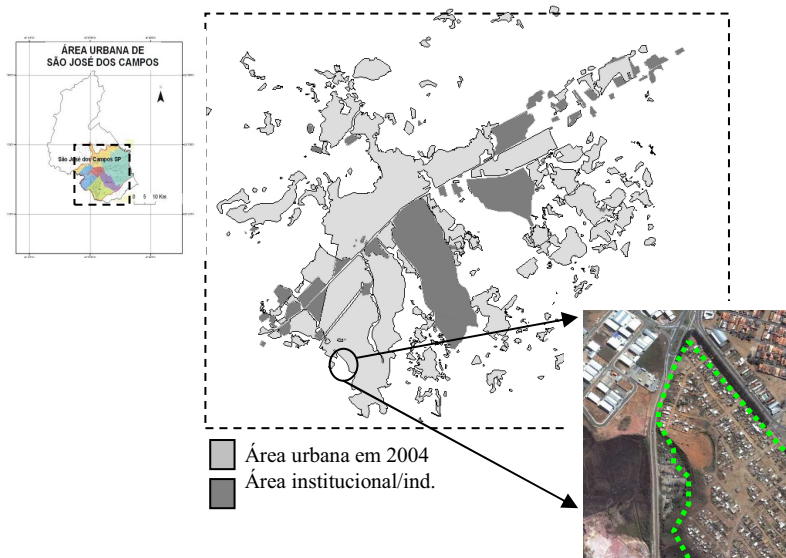 ÁREA URBANA DE
SÃO JOSÉ DOS CAMPOS
São José dos Campos SP
0 5 10 Km
Área urbana em 2004
Área institucional/ind.